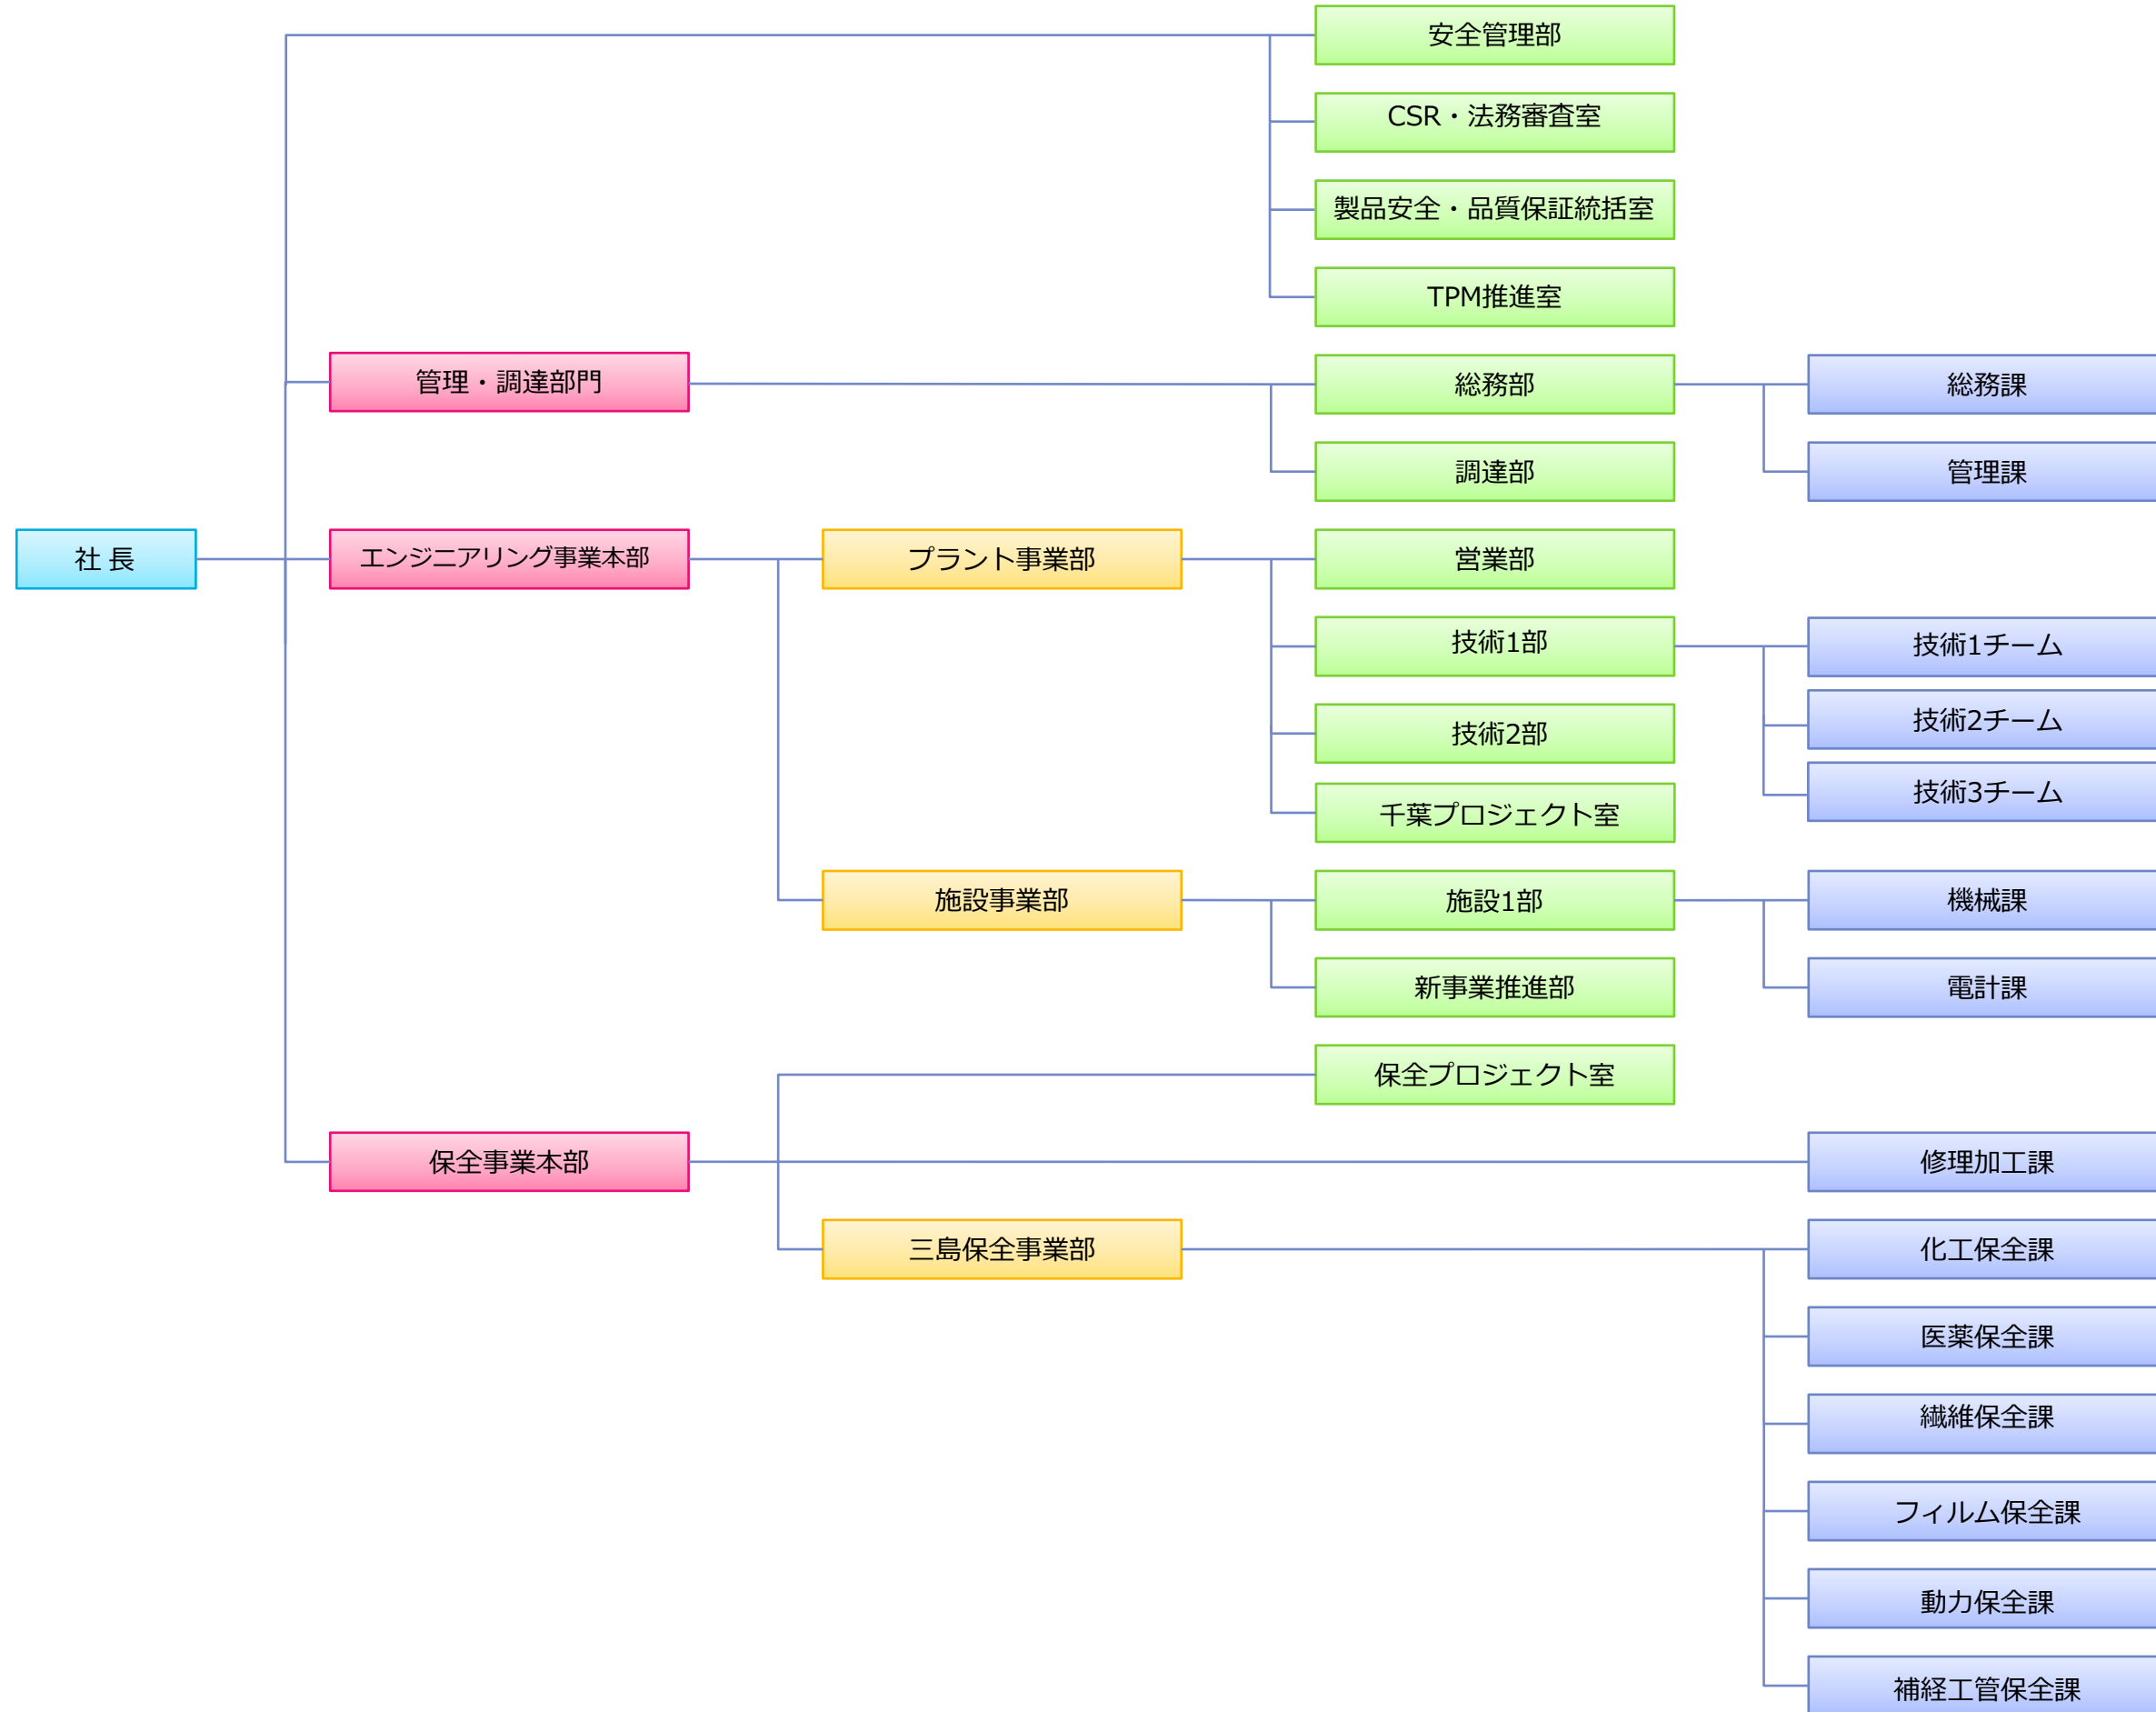 安全管理部
CSR・法務審査室
製品安全・品質保証統括室
TPM推進室
管理・調達部門
総務部
総務課
調達部
管理課
社 長
エンジニアリング事業本部
プラント事業部
営業部
技術1部
技術1チーム
技術2部
技術2チーム
技術3チーム
千葉プロジェクト室
施設事業部
施設1部
機械課
新事業推進部
電計課
保全プロジェクト室
保全事業本部
修理加工課
三島保全事業部
化工保全課
医薬保全課
繊維保全課
フィルム保全課
動力保全課
補経工管保全課